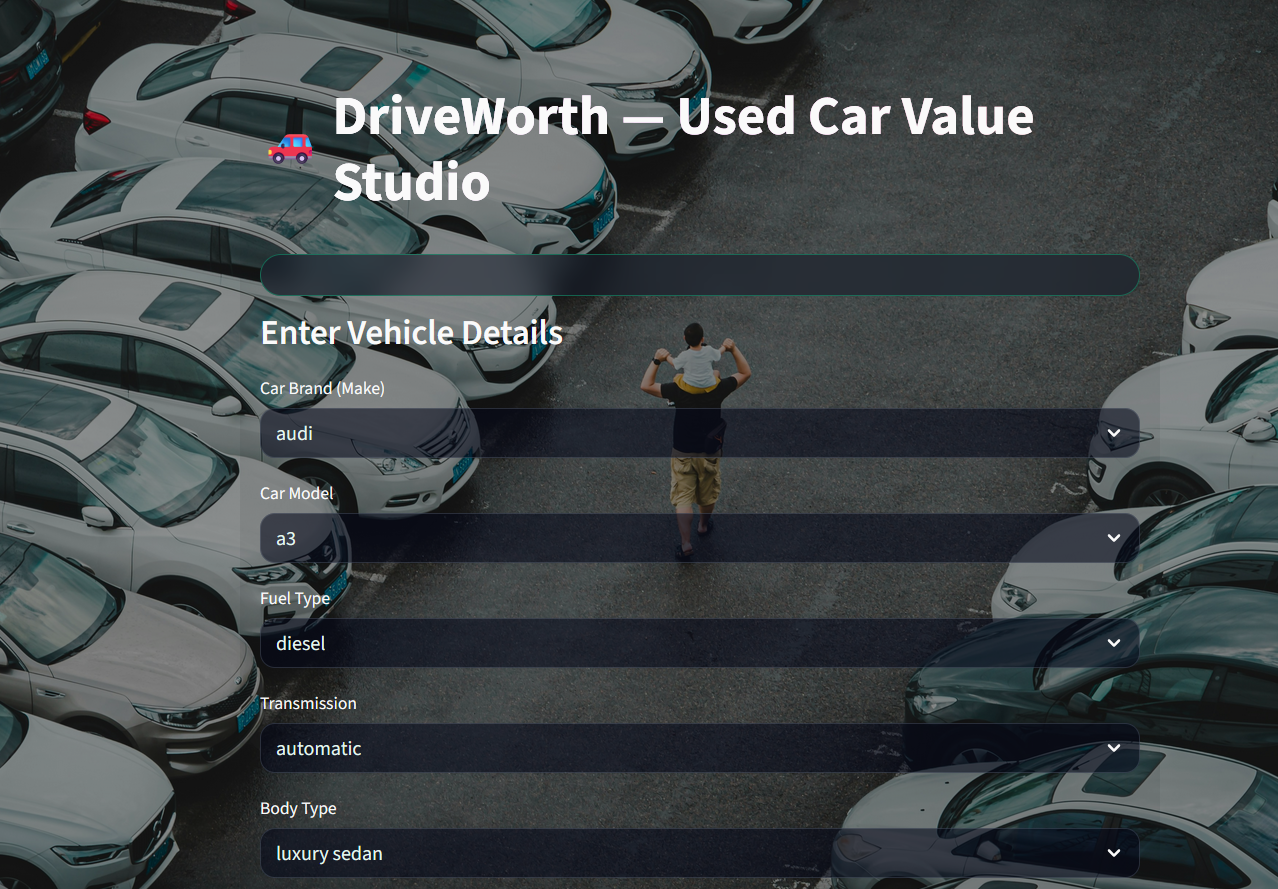 DriveWorth — Used Car Value
Studio
Enter Vehicle Details
Car Brand (Make)
audi
Car Model
a3
Fuel Type
diesel
Transmission
automatic
Body Type
luxury sedan